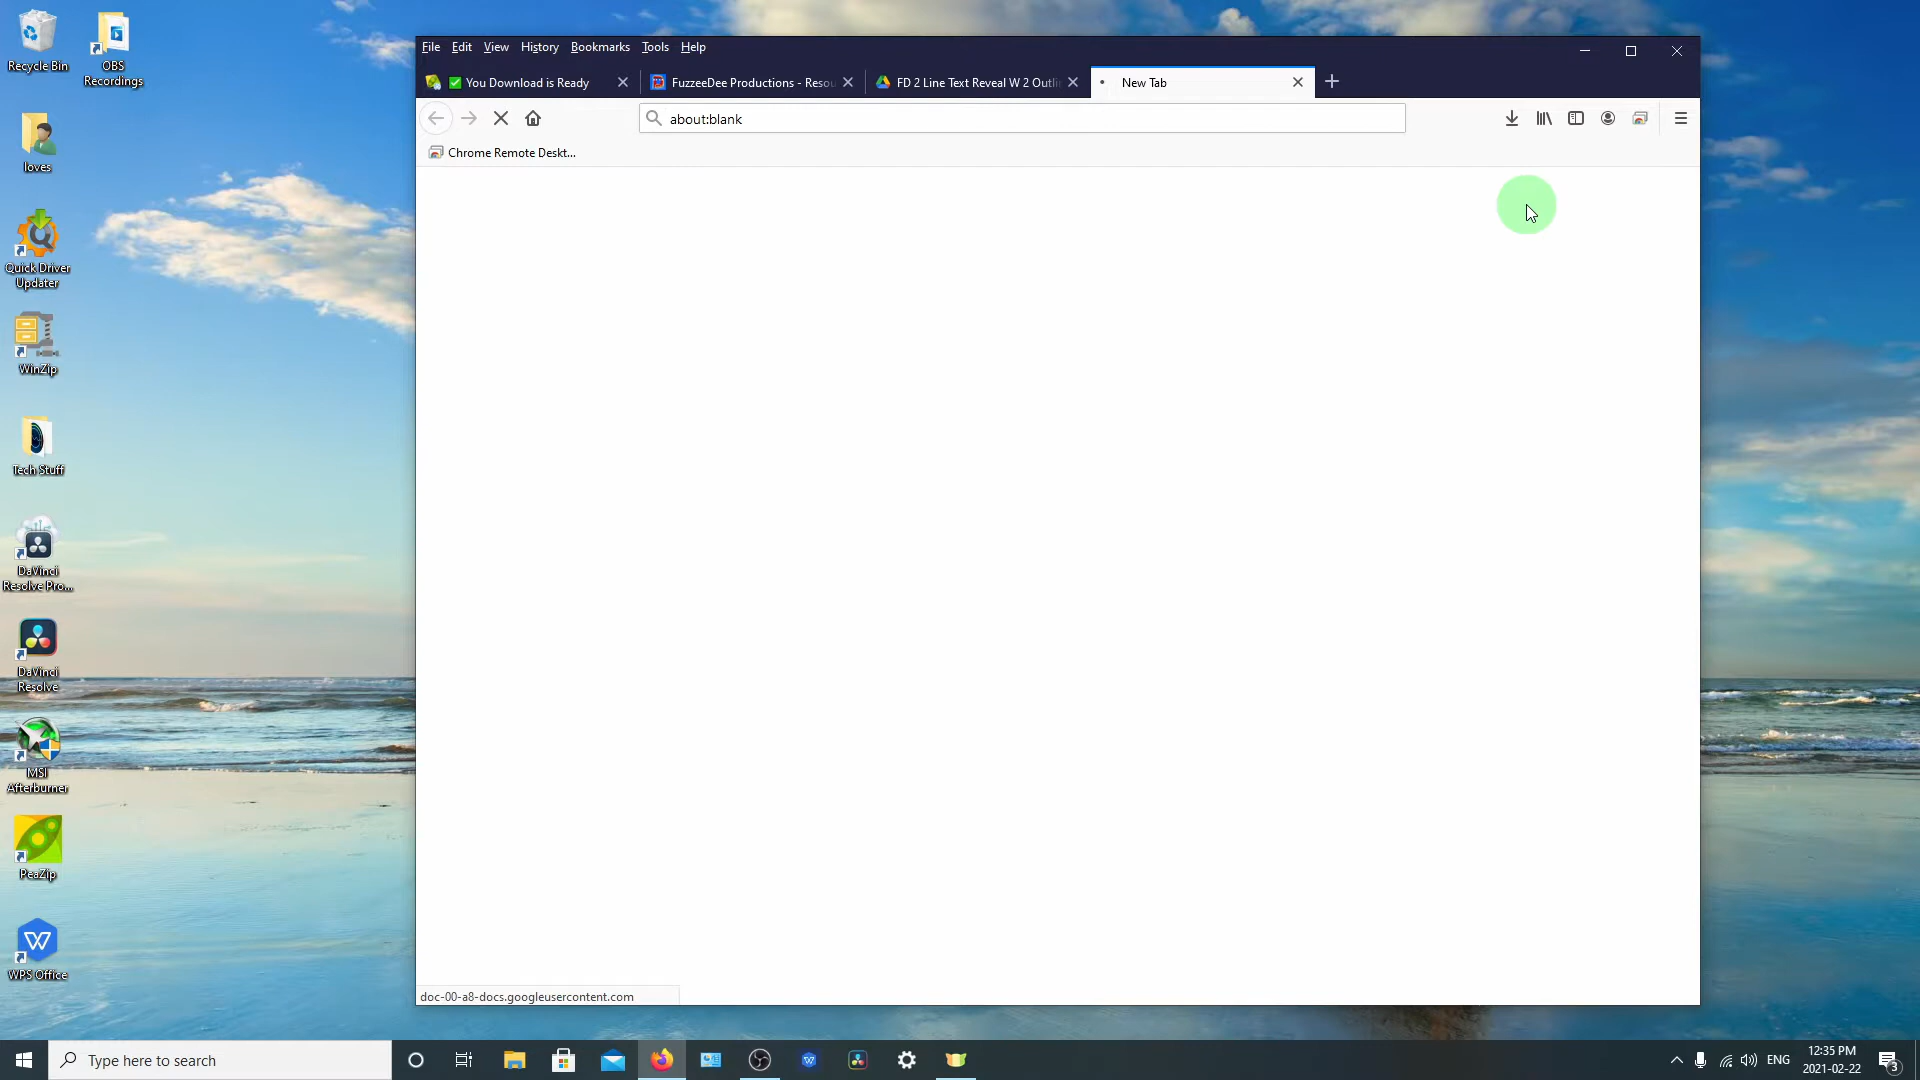 Recycle Bin
OBS
Recordings
loves
Quick Driver
Updater
WinZip
Tech Stuff
DaVinci
Resolve Pro...
DaVinci
Resolve
MSI
Afterburner
PeaZip
WPS Office
File Edit View History Bookmarks Tools Help
You Download is Ready
FuzzeeDee Productions - Resou
FD 2 Line Text Reveal W 2 Outli
New Tab
about:blank
Chrome Remote Deskt...
doc-00-a8-docs.googleusercontent.com
Type here to search
ENG
12:35 PM
2021-02-22
3